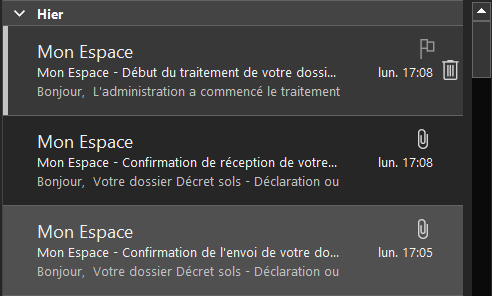 Hier
Mon Espace
Mon Espace - Début du traitement de votre dossi... lun. 17:08
Bonjour, L'administration a commencé le traitement
Mon Espace
Mon Espace - Confirmation de réception de votre... lun. 17:08
Bonjour, Votre dossier Décret sols - Déclaration ou
Mon Espace
Mon Espace - Confirmation de l'envoi de votre do... lun. 17:05
Bonjour, Votre dossier Décret sols - Déclaration ou